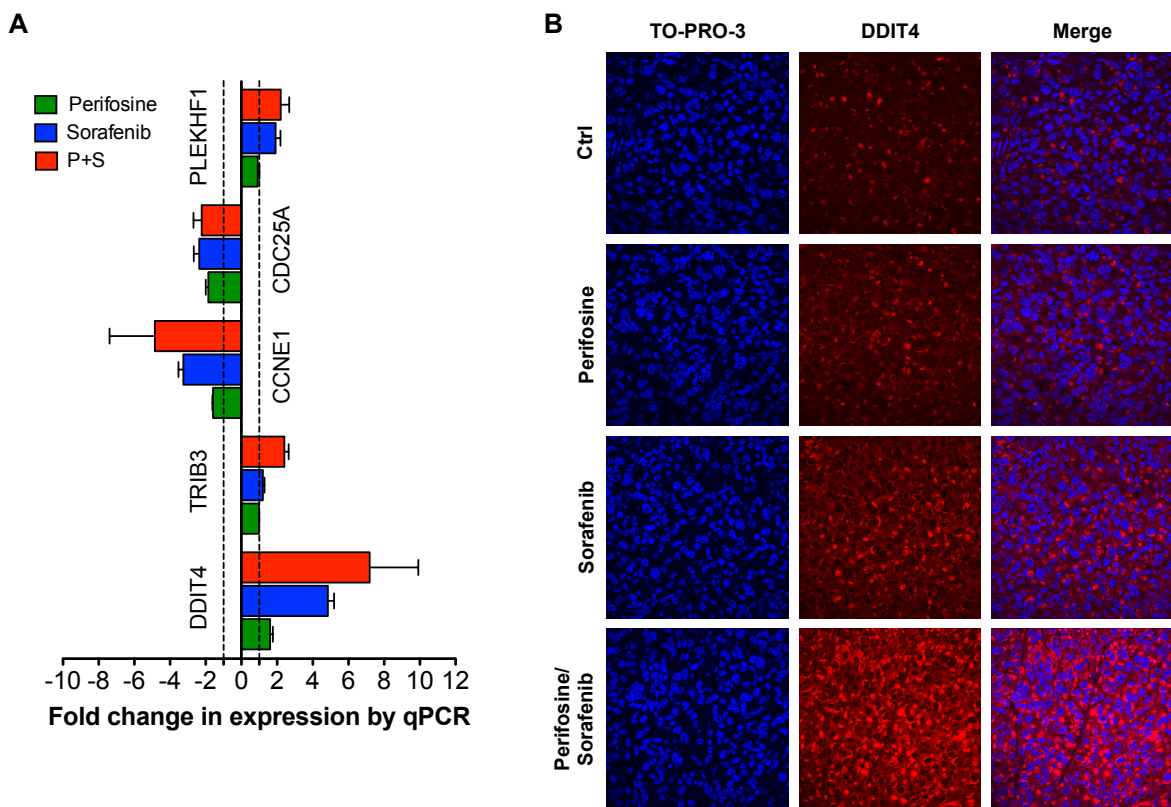 A
Perifosine
Sorafenib
P+S
PLEKHF1
CDC25A
CCNE1
TRIB3
DDIT4
-10 -8 -6 -4 -2 0 2 4 6 8 10 12
Fold change in expression by qPCR
B
TO-PRO-3 DDIT4 Merge
Ctrl
Perifosine
Sorafenib
Perifosine/
Sorafenib